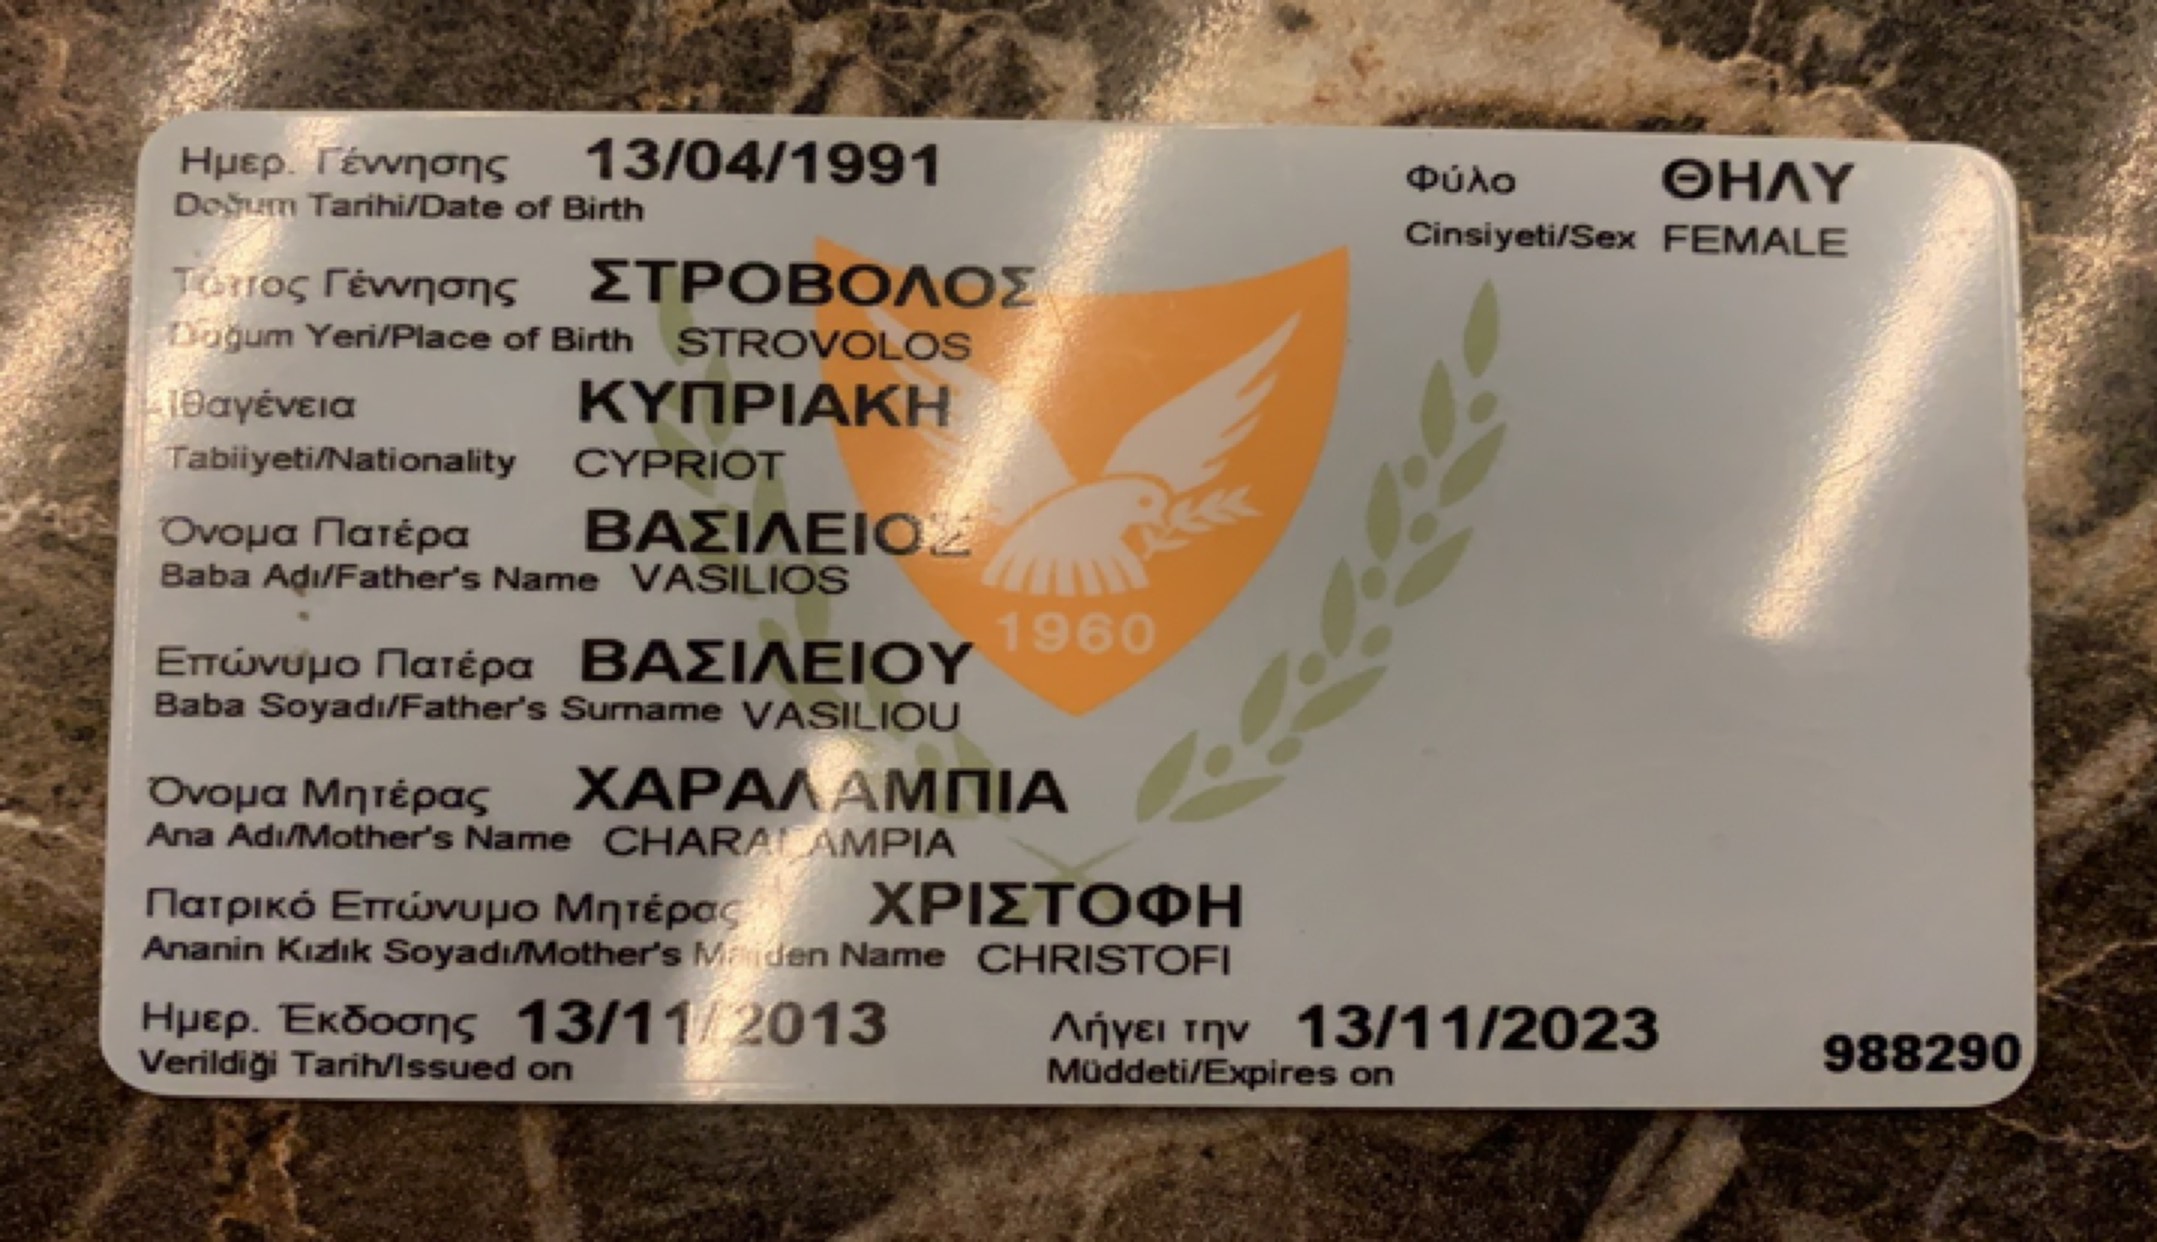 Ημερ. Γέννησης 13/04/1991 Φύλο ΘΗΛΥ
Doğum Tarihi/Date of Birth Cinsiyeti/Sex FEMALE
Τόπος Γέννησης ΣΤΡΟΒΟΛΟΣ
Doğum Yeri/Place of Birth STROVOLOS
Ιθαγένεια ΚΥΠΡΙΑΚΗ
Tabiiyeti/Nationality CYPRIOT
Όνομα Πατέρα ΒΑΣΙΛΕΙΟΣ
Baba Adı/Father's Name VASILIOS
1960
Επώνυμο Πατέρα ΒΑΣΙΛΕΙΟΥ
Baba Soyadı/Father's Surname VASILIOU
Όνομα Μητέρας ΧΑΡΑΛΑΜΠΙΑ
Ana Adı/Mother's Name CHARALAMPIA
Πατρικό Επώνυμο Μητέρας ΧΡΙΣΤΟΦΗ
Ananin Kızlık Soyadı/Mother's Maiden Name CHRISTOFI
Ημερ. Έκδοσης 13/11/2013 Λήγει την 13/11/2023 988290
Verildiği Tarih/Issued on Müddeti/Expires on